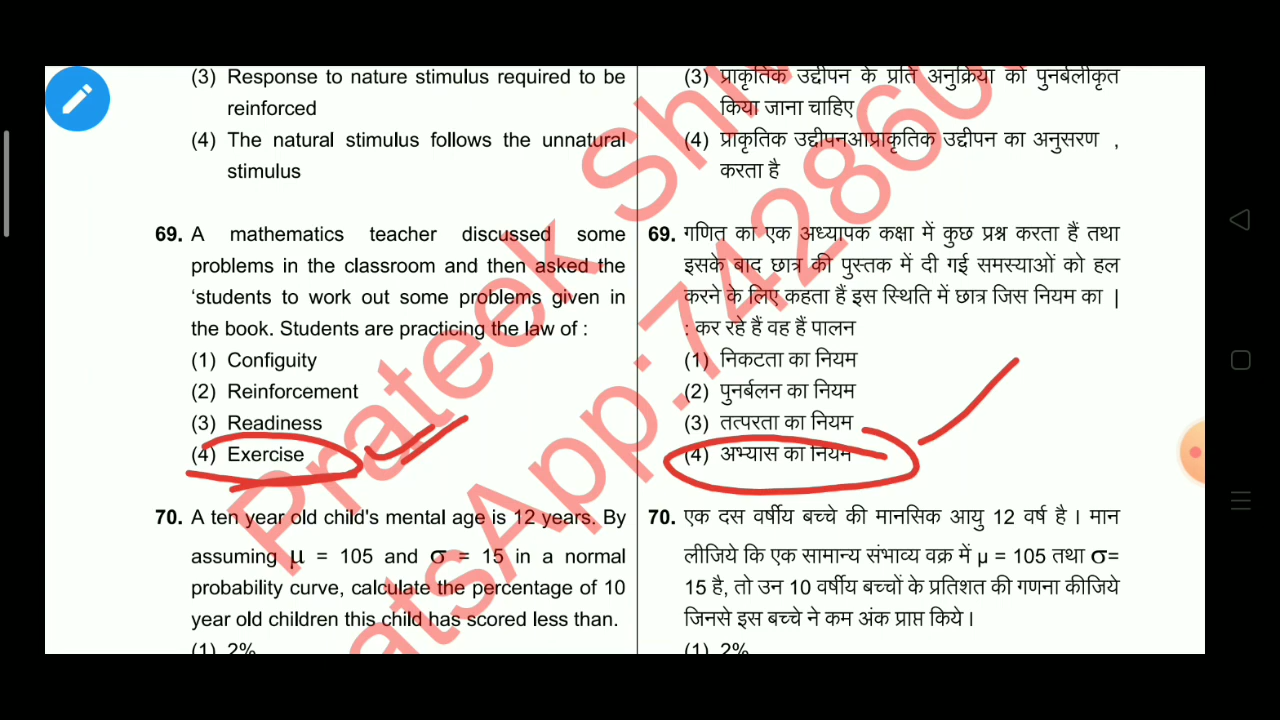 (3) Response to nature stimulus required to be
reinforced
(4) The natural stimulus follows the unnatural
stimulus
69. A mathematics teacher discussed some
problems in the classroom and then asked the
‘students to work out some problems given in
the book. Students are practicing the law of :
(1) Configuity
(2) Reinforcement
(3) Readiness
(4) Exercise
70. A ten year old child's mental age is 12 years. By
assuming μ = 105 and σ = 15 in a normal
probability curve, calculate the percentage of 10
year old children this child has scored less than.
(1) 2%
(3) प्राकृतिक उद्दीपन के प्रति अनुक्रिया को पुनर्बलीकृत
किया जाना चाहिए
(4) प्राकृतिक उद्दीपनआप्राकृतिक उद्दीपन का अनुसरण ,
करता है
69. गणित का एक अध्यापक कक्षा में कुछ प्रश्न करता हैं तथा
इसके बाद छात्र की पुस्तक में दी गई समस्याओं को हल
करने के लिए कहता हैं इस स्थिति में छात्र जिस नियम का |
: कर रहे हैं वह हैं पालन
(1) निकटता का नियम
(2) पुनर्बलन का नियम
(3) तत्परता का नियम
(4) अभ्यास का नियम
70. एक दस वर्षीय बच्चे की मानसिक आयु 12 वर्ष है । मान
लीजिये कि एक सामान्य संभाव्य वक्र में μ = 105 तथा σ=
15 है, तो उन 10 वर्षीय बच्चों के प्रतिशत की गणना कीजिये
जिनसे इस बच्चे ने कम अंक प्राप्त किये ।
(1) 2%
Prateek